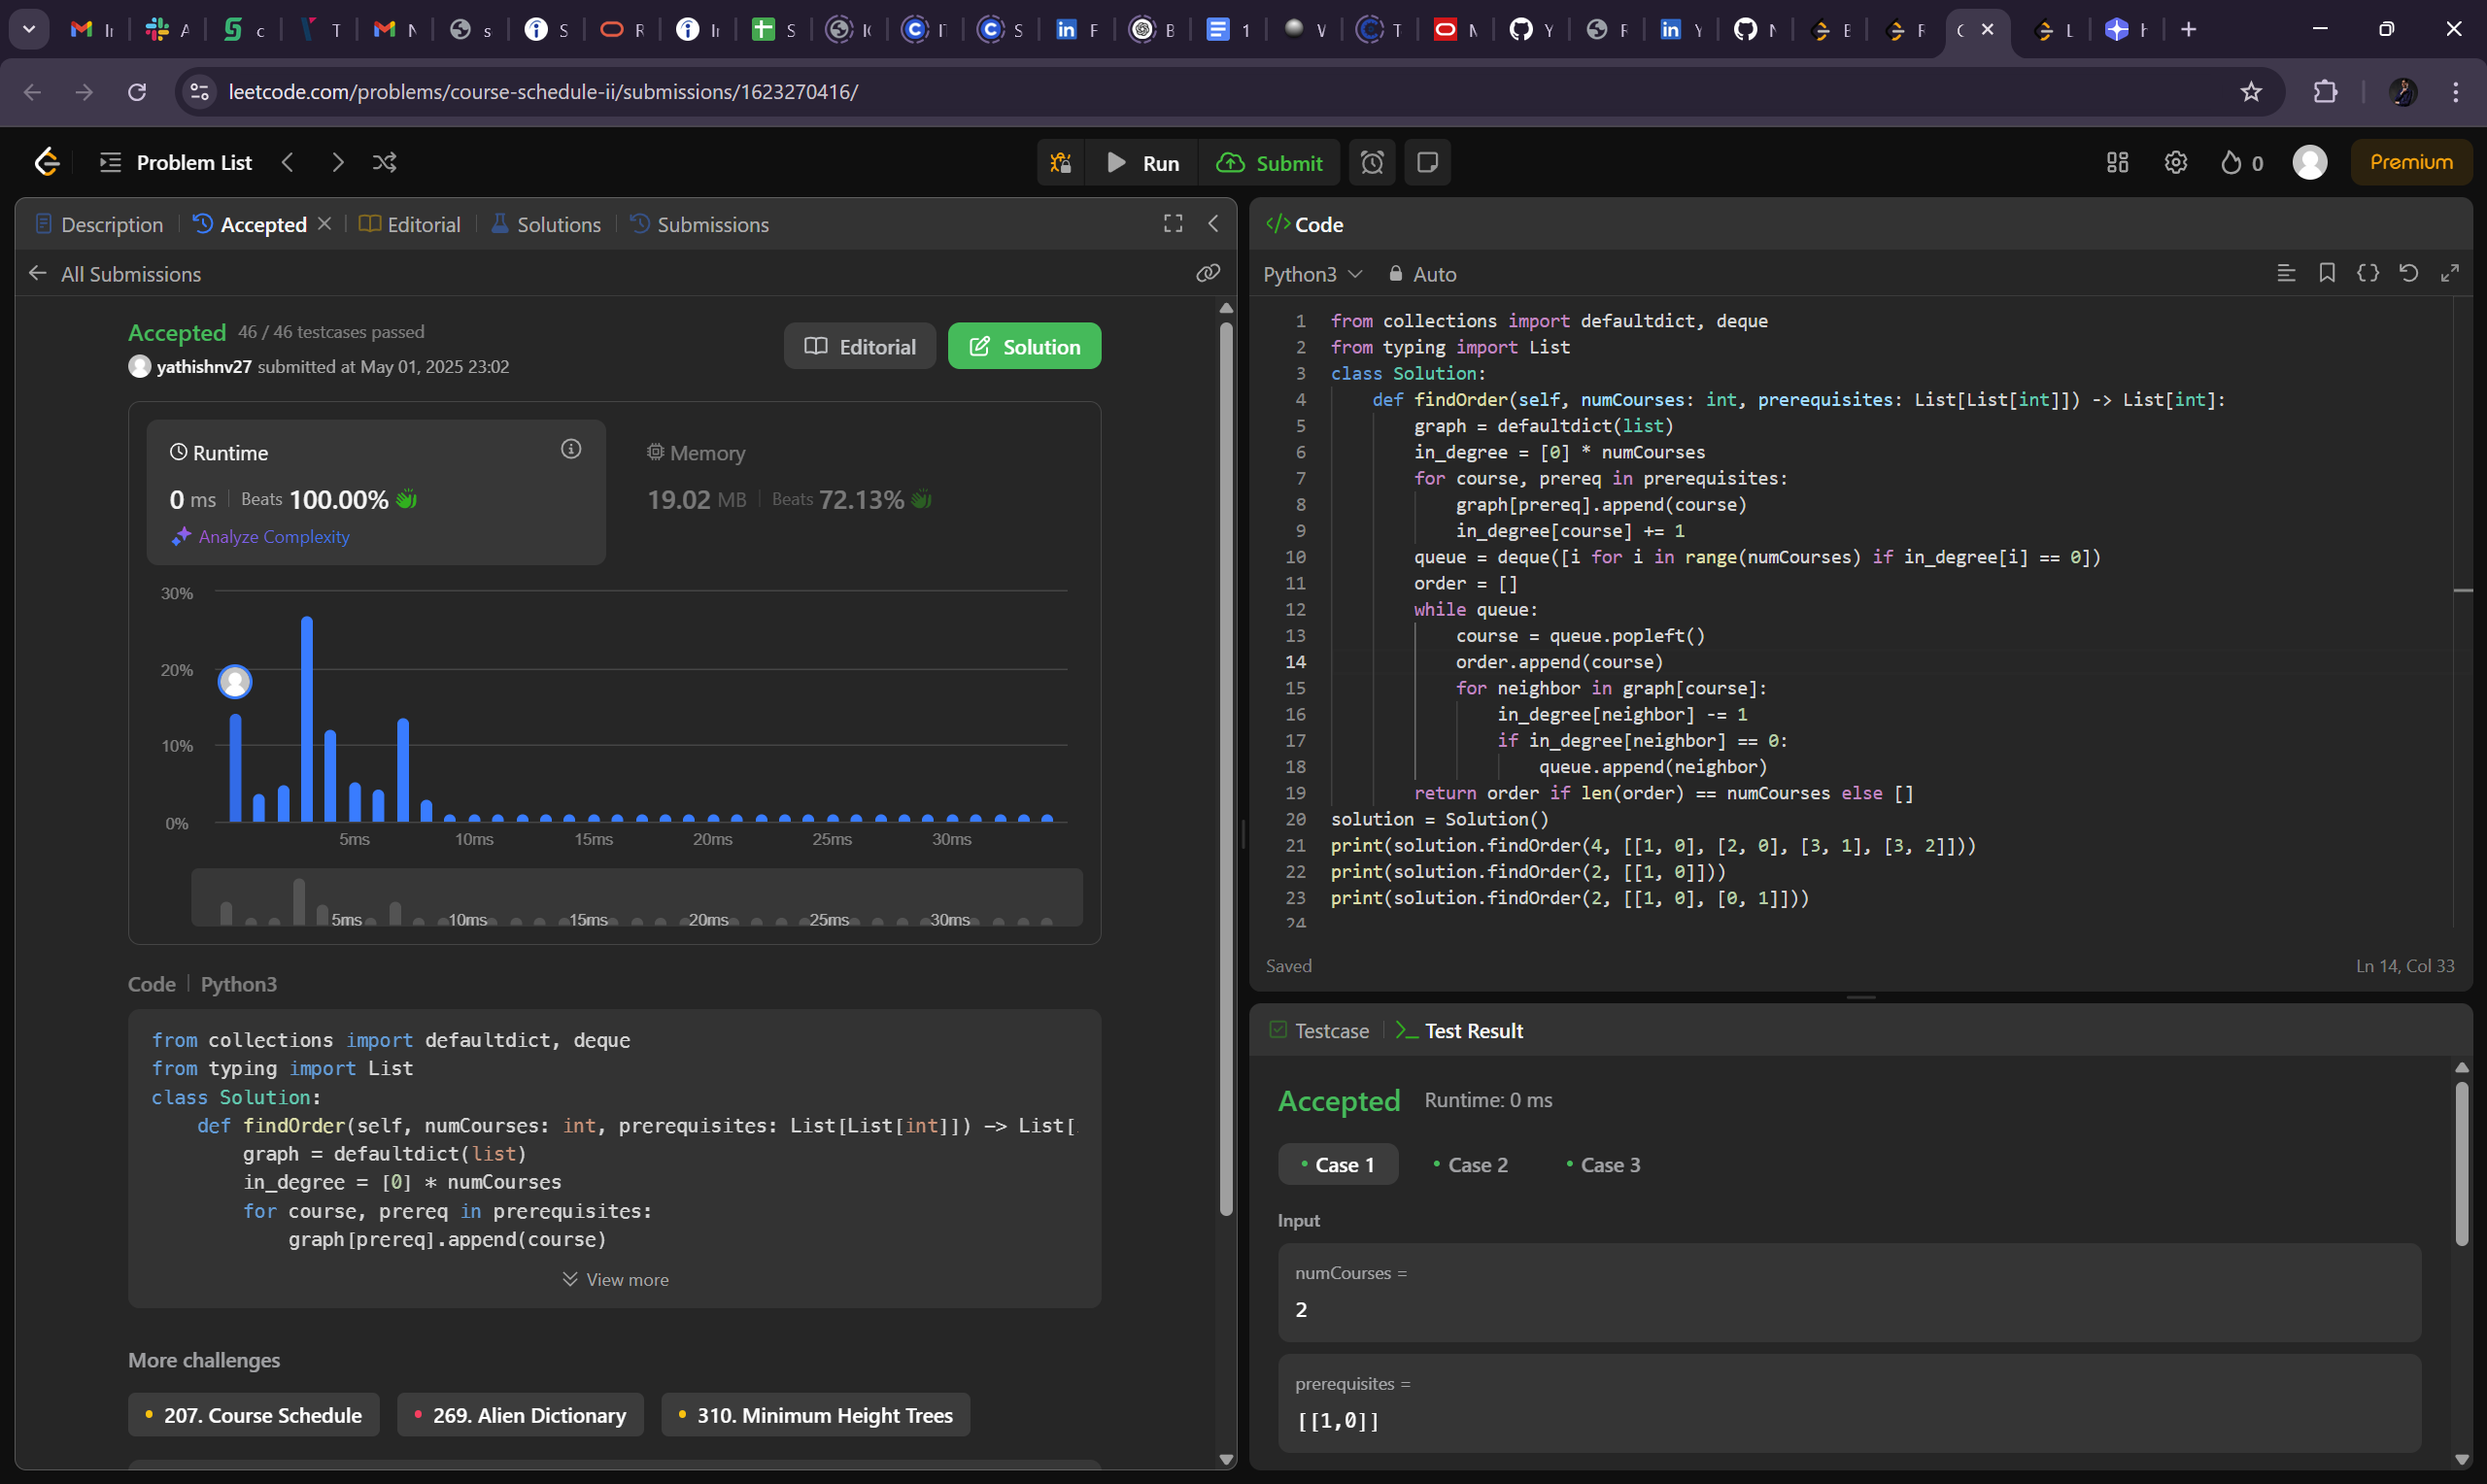 leetcode.com/problems/course-schedule-ii/submissions/1623270416/
Problem List
Run
Submit
0
Premium
Description
Accepted
Editorial
Solutions
Submissions
All Submissions
Accepted 46 / 46 testcases passed
yathishnv27 submitted at May 01, 2025 23:02
Editorial
Solution
Runtime
0 ms | Beats 100.00%
Analyze Complexity
Memory
19.02 MB | Beats 72.13%
30%
20%
10%
0%
5ms 10ms 15ms 20ms 25ms 30ms
5ms 10ms 15ms 20ms 25ms 30ms
Code | Python3
from collections import defaultdict, deque
from typing import List
class Solution:
    def findOrder(self, numCourses: int, prerequisites: List[List[int]]) -> List[
        graph = defaultdict(list)
        in_degree = [0] * numCourses
        for course, prereq in prerequisites:
            graph[prereq].append(course)
View more
More challenges
207. Course Schedule
269. Alien Dictionary
310. Minimum Height Trees
</> Code
Python3
Auto
1 from collections import defaultdict, deque
2 from typing import List
3 class Solution:
4     def findOrder(self, numCourses: int, prerequisites: List[List[int]]) -> List[int]:
5         graph = defaultdict(list)
6         in_degree = [0] * numCourses
7         for course, prereq in prerequisites:
8             graph[prereq].append(course)
9             in_degree[course] += 1
10         queue = deque([i for i in range(numCourses) if in_degree[i] == 0])
11         order = []
12         while queue:
13             course = queue.popleft()
14             order.append(course)
15             for neighbor in graph[course]:
16                 in_degree[neighbor] -= 1
17                 if in_degree[neighbor] == 0:
18                     queue.append(neighbor)
19         return order if len(order) == numCourses else []
20 solution = Solution()
21 print(solution.findOrder(4, [[1, 0], [2, 0], [3, 1], [3, 2]]))
22 print(solution.findOrder(2, [[1, 0]]))
23 print(solution.findOrder(2, [[1, 0], [0, 1]]))
24
Saved
Ln 14, Col 33
Testcase
Test Result
Accepted Runtime: 0 ms
Case 1
Case 2
Case 3
Input
numCourses =
2
prerequisites =
[[1,0]]